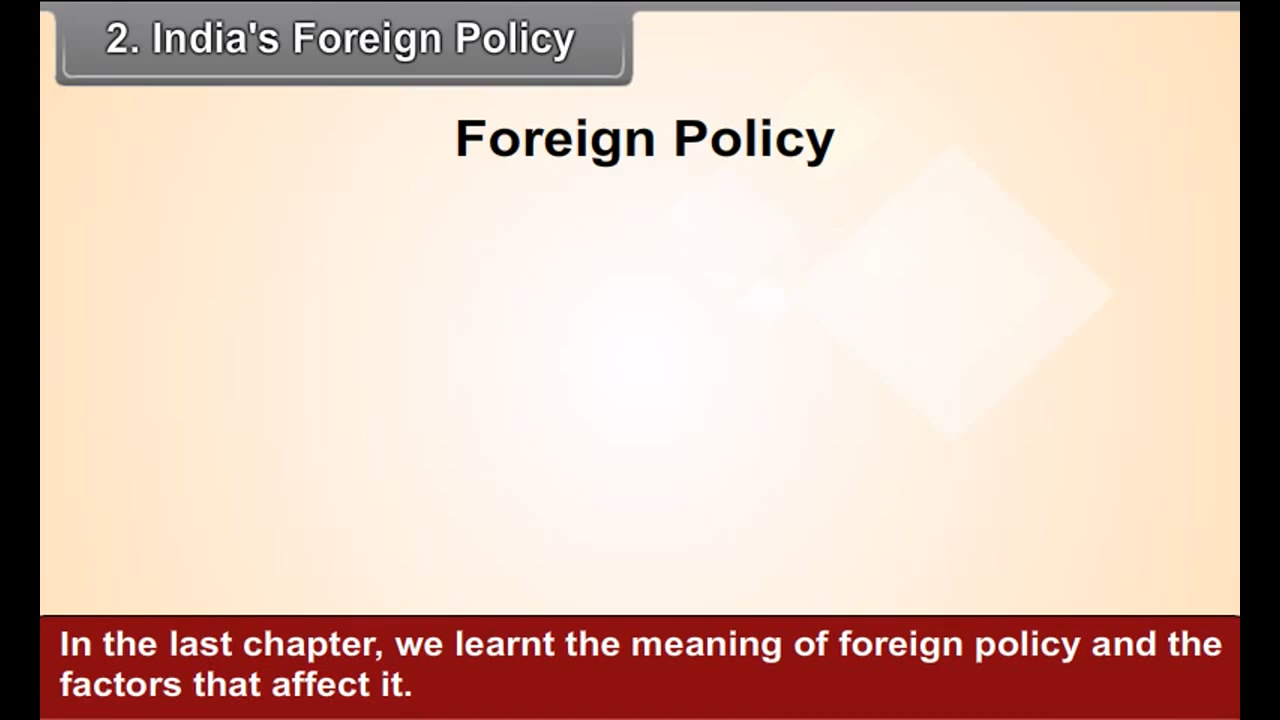 2. India's Foreign Policy
Foreign Policy
In the last chapter, we learnt the meaning of foreign policy and the
factors that affect it.